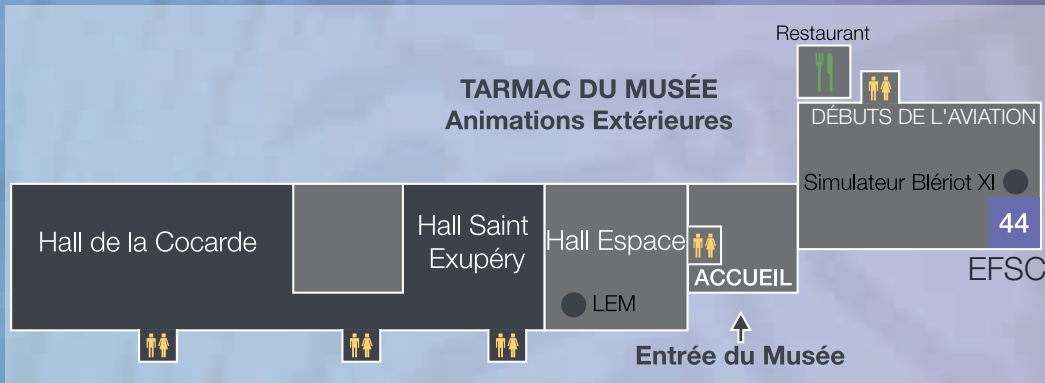 Restaurant
TARMAC DU MUSÉE
Animations Extérieures
DÉBUTS DE L'AVIATION
Simulateur Blériot XI
44
EFSC
Hall de la Cocarde
Hall Saint
Exupéry
Hall Espace
LEM
ACCUEIL
Entrée du Musée